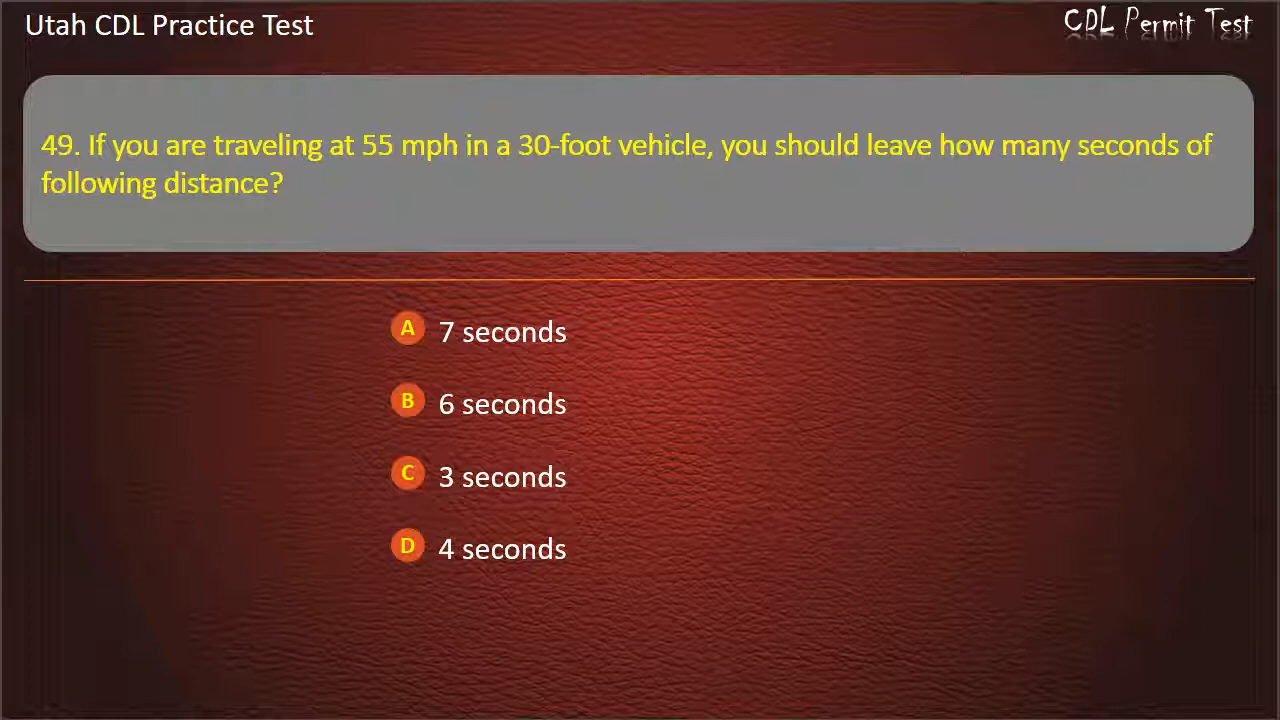 Utah CDL Practice Test
CDL Permit Test
49. If you are traveling at 55 mph in a 30-foot vehicle, you should leave how many seconds of
following distance?
A 7 seconds
B 6 seconds
C 3 seconds
D 4 seconds